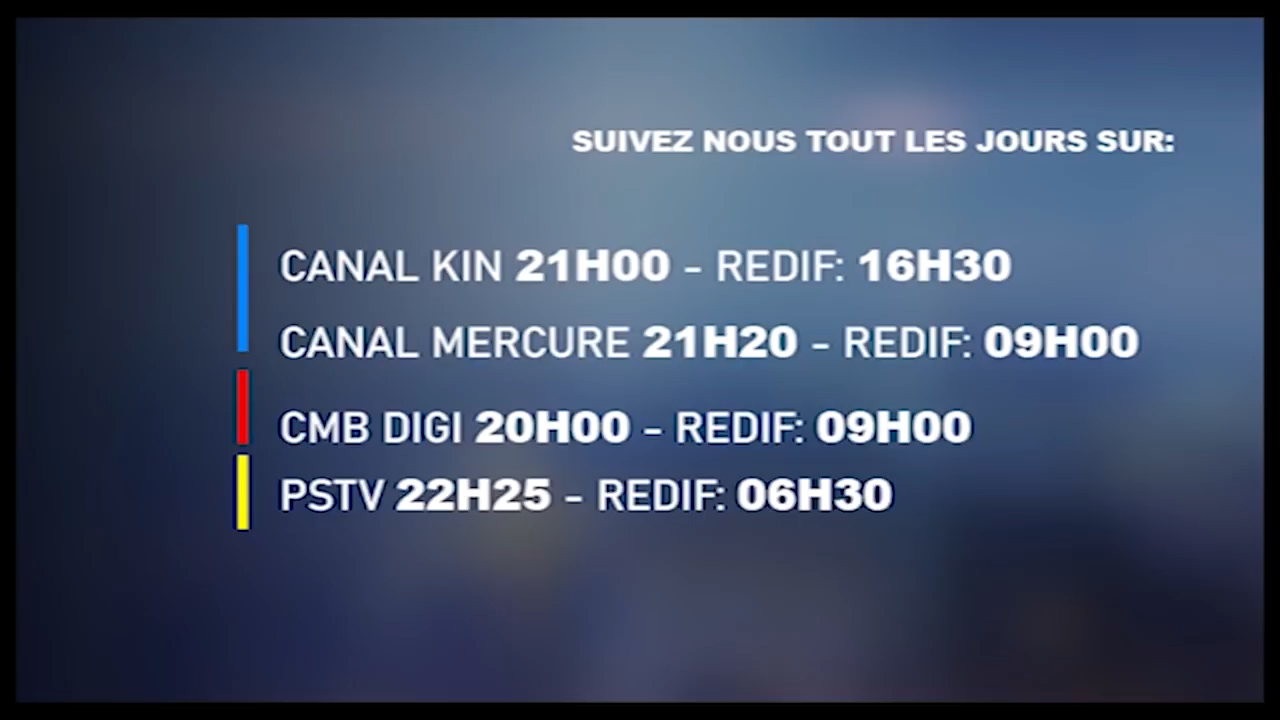 SUIVEZ NOUS TOUT LES JOURS SUR:
CANAL KIN 21H00 - REDIF: 16H30
CANAL MERCURE 21H20 - REDIF: 09H00
CMB DIGI 20H00 - REDIF: 09H00
PSTV 22H25 - REDIF: 06H30